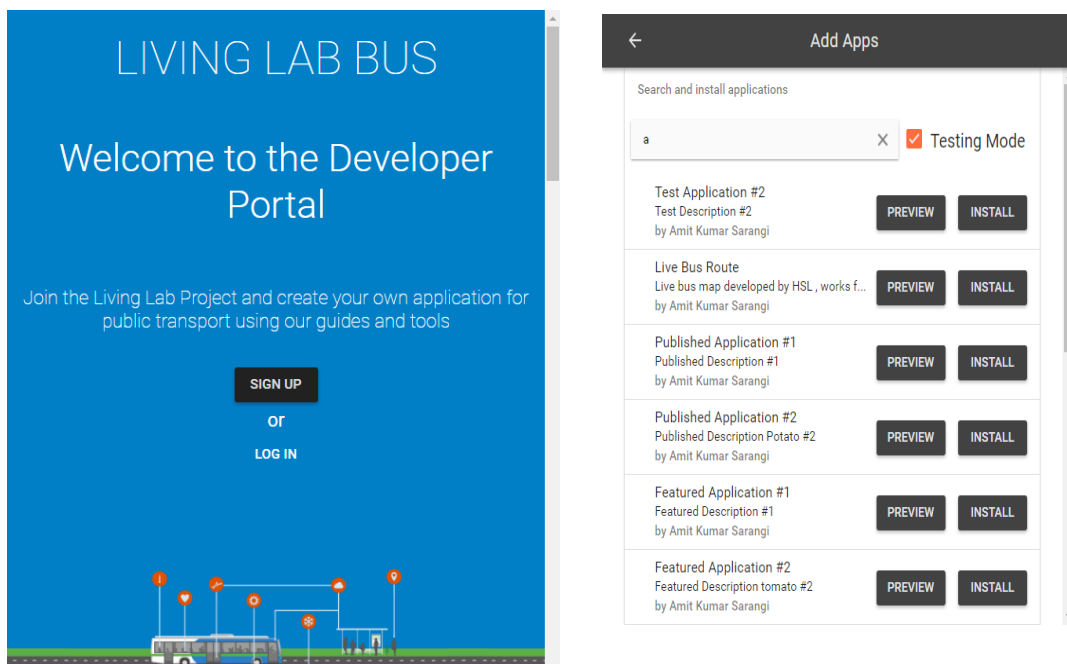 LIVING LAB BUS
Welcome to the Developer
Portal
Join the Living Lab Project and create your own application for
public transport using our guides and tools
SIGN UP
or
LOG IN
Add Apps
Search and install applications
a
Testing Mode
Test Application #2
Test Description #2
by Amit Kumar Sarangi
PREVIEW INSTALL
Live Bus Route
Live bus map developed by HSL , works f...
by Amit Kumar Sarangi
PREVIEW INSTALL
Published Application #1
Published Description #1
by Amit Kumar Sarangi
PREVIEW INSTALL
Published Application #2
Published Description Potato #2
by Amit Kumar Sarangi
PREVIEW INSTALL
Featured Application #1
Featured Description #1
by Amit Kumar Sarangi
PREVIEW INSTALL
Featured Application #2
Featured Description tomato #2
by Amit Kumar Sarangi
PREVIEW INSTALL